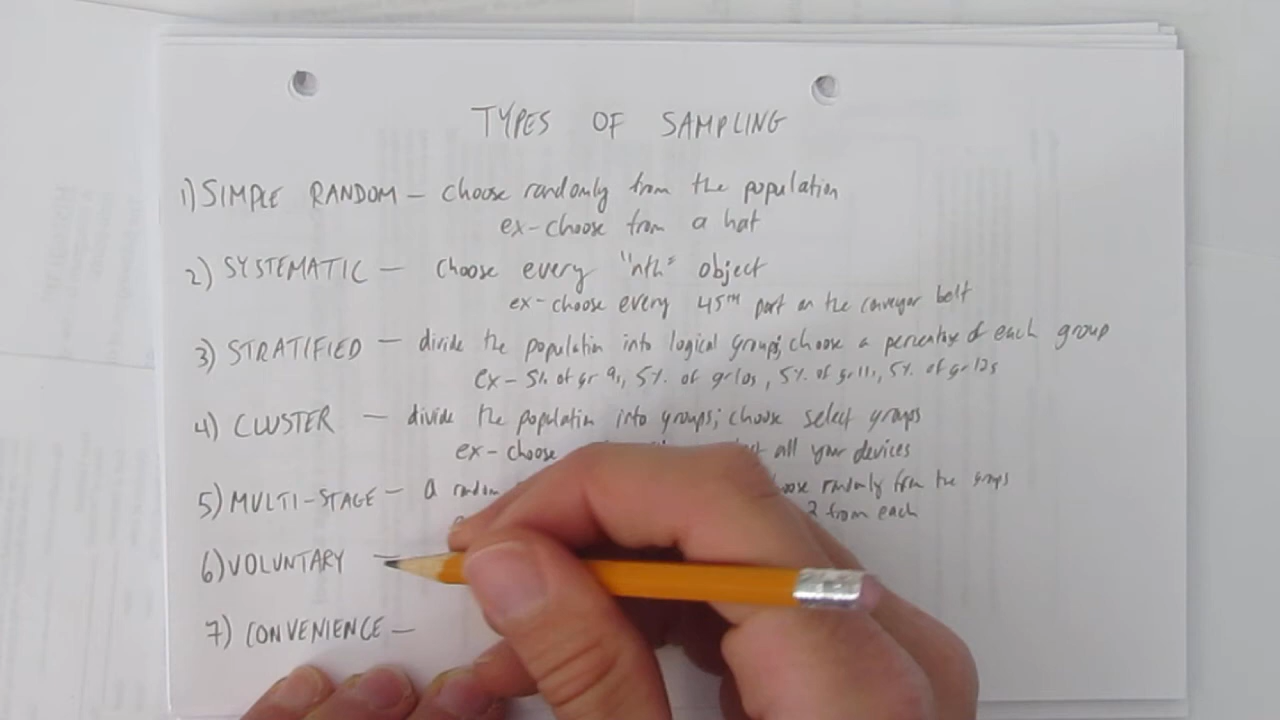 TYPES OF SAMPLING
1) SIMPLE RANDOM – choose randomly from the population
ex-choose from a hat
2) SYSTEMATIC – choose every "nth" object
ex-choose every 45TH part on the conveyor belt
3) STRATIFIED – divide the population into logical groups; choose a percentage of each group
ex – 5% of gr 9s, 5% of gr 10s, 5% of gr 11s, 5% of gr 12s
4) CLUSTER – divide the population into groups; choose select groups
ex – choose all your devices
5) MULTI-STAGE – a random randomly from the groups
2 from each
6) VOLUNTARY –
7) CONVENIENCE –